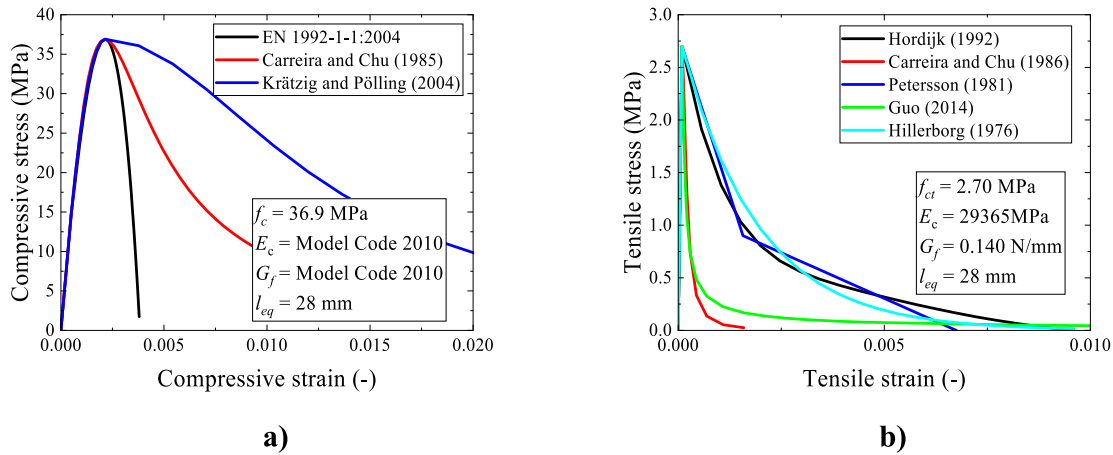 40
35
30
25
20
15
10
5
0
Compressive stress (MPa)
EN 1992-1-1:2004
Carreira and Chu (1985)
Krätzig and Pölling (2004)
f_c = 36.9 MPa
E_c = Model Code 2010
G_f = Model Code 2010
l_eq = 28 mm
0.000 0.005 0.010 0.015 0.020
Compressive strain (-)
a)
3.0
2.5
2.0
1.5
1.0
0.5
0.0
Tensile stress (MPa)
Hordijk (1992)
Carreira and Chu (1986)
Petersson (1981)
Guo (2014)
Hillerborg (1976)
f_ct = 2.70 MPa
E_c = 29365MPa
G_f = 0.140 N/mm
l_eq = 28 mm
0.000 0.005 0.010
Tensile strain (-)
b)